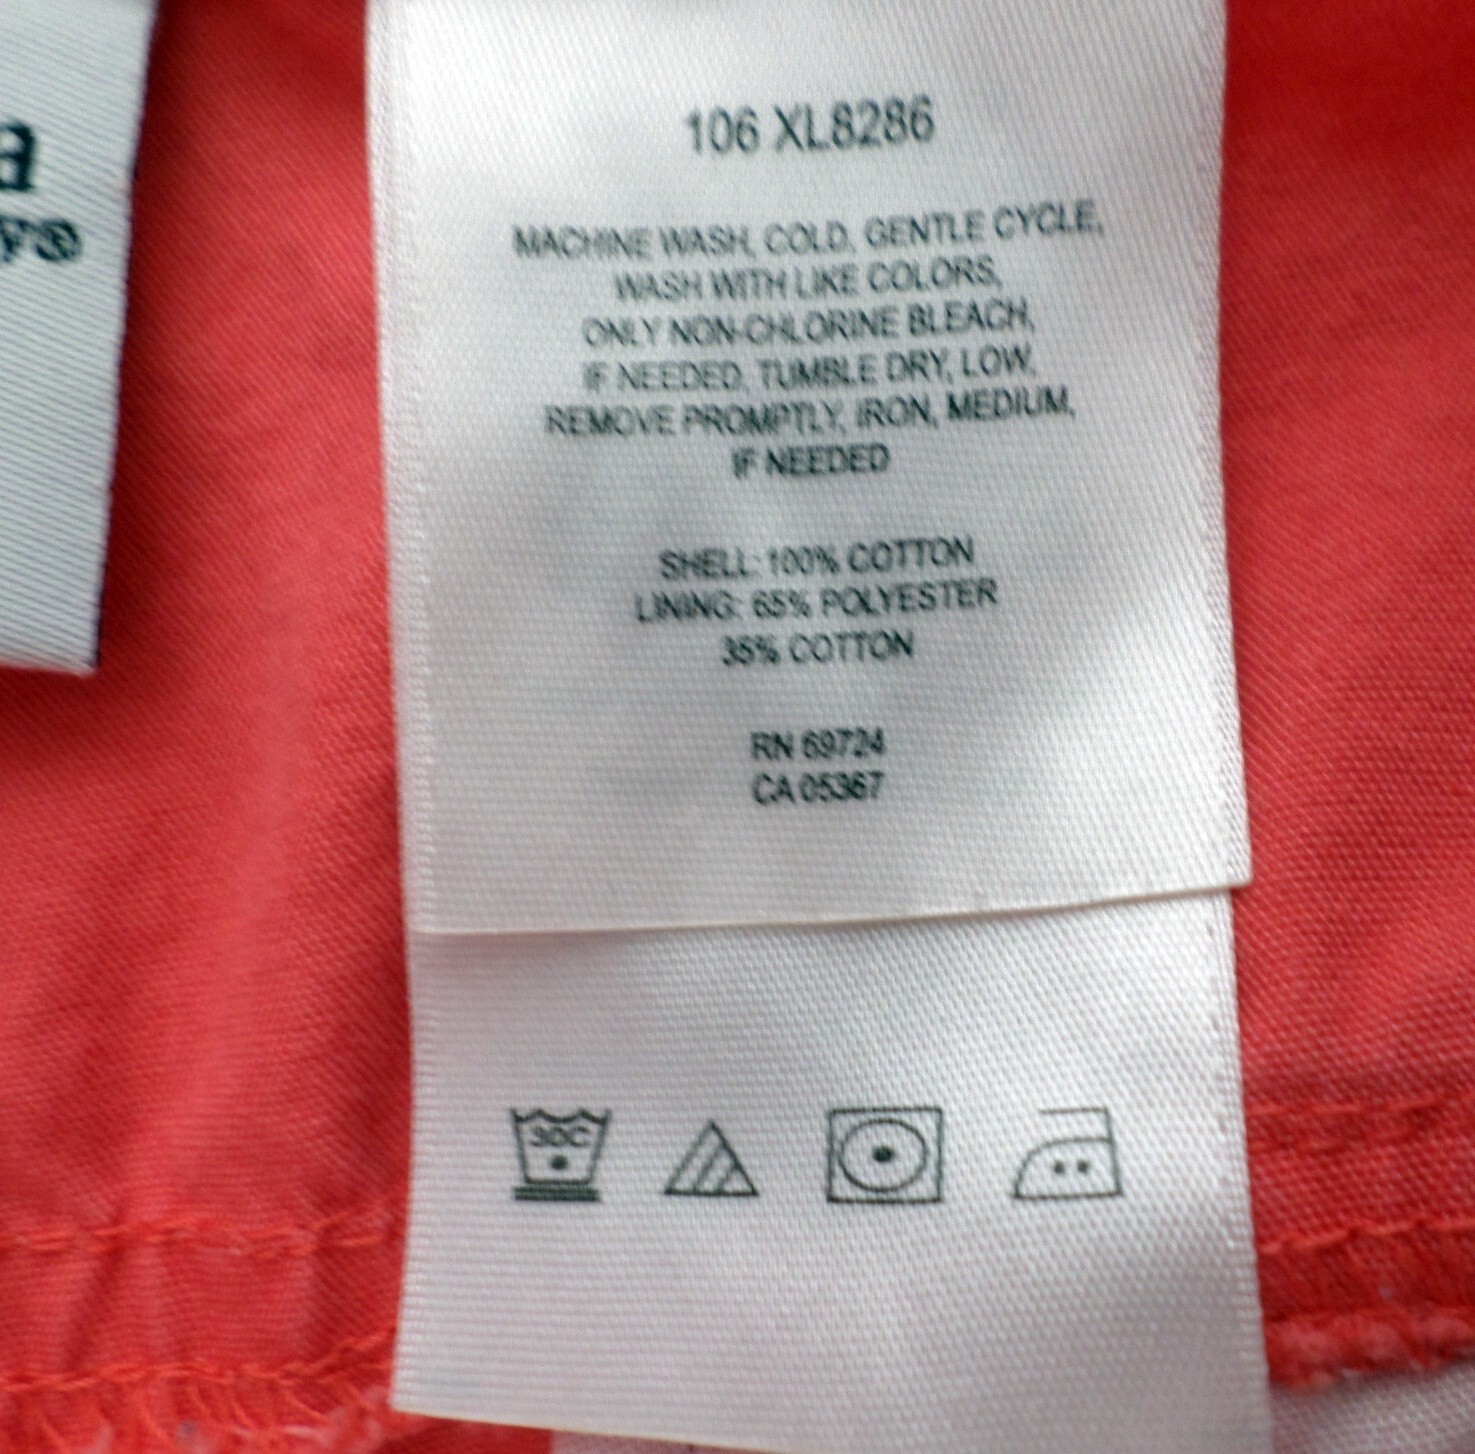 a
y®
106 XL8286
MACHINE WASH, COLD, GENTLE CYCLE,
WASH WITH LIKE COLORS,
ONLY NON-CHLORINE BLEACH,
IF NEEDED, TUMBLE DRY, LOW,
REMOVE PROMPTLY, IRON, MEDIUM,
IF NEEDED
SHELL: 100% COTTON
LINING: 65% POLYESTER
35% COTTON
RN 69724
CA 05367
30C